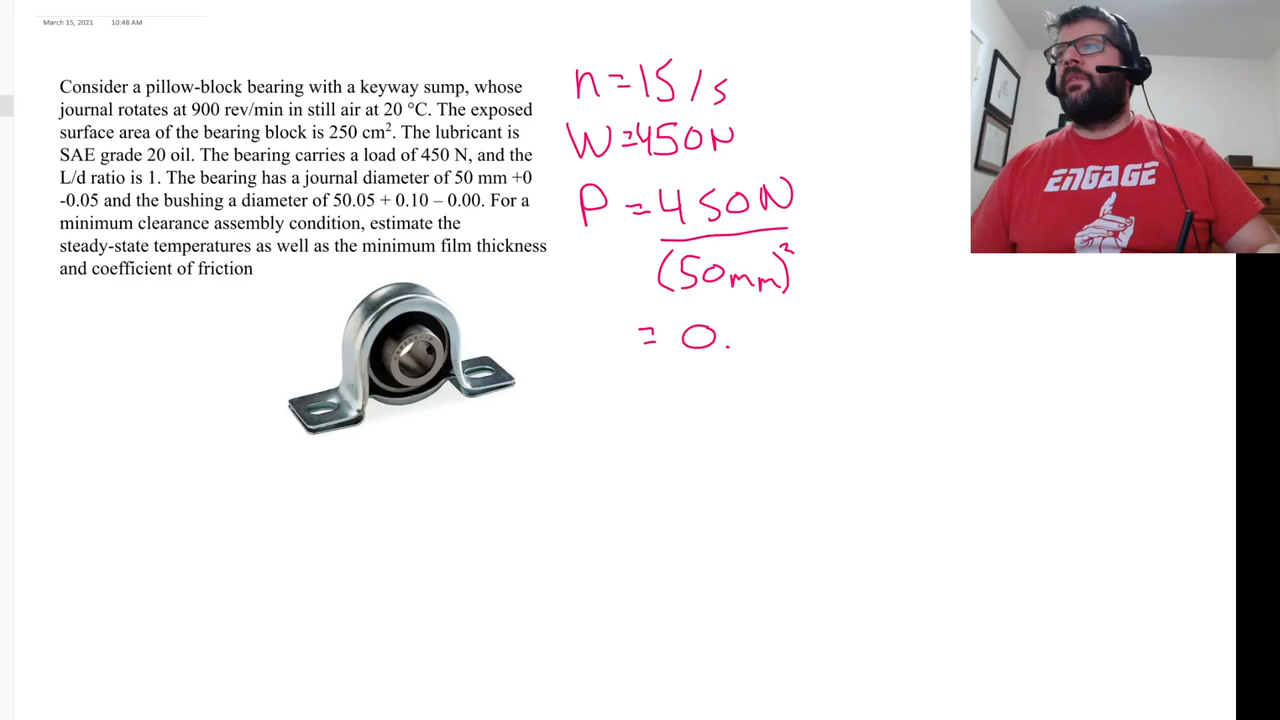 March 15, 2021 10:48 AM
Consider a pillow-block bearing with a keyway sump, whose
journal rotates at 900 rev/min in still air at 20 °C. The exposed
surface area of the bearing block is 250 cm². The lubricant is
SAE grade 20 oil. The bearing carries a load of 450 N, and the
L/d ratio is 1. The bearing has a journal diameter of 50 mm +0
-0.05 and the bushing a diameter of 50.05 + 0.10 – 0.00. For a
minimum clearance assembly condition, estimate the
steady-state temperatures as well as the minimum film thickness
and coefficient of friction
n=15/s
W=450N
P=450N
(50mm)²
= 0.
ENGAGE